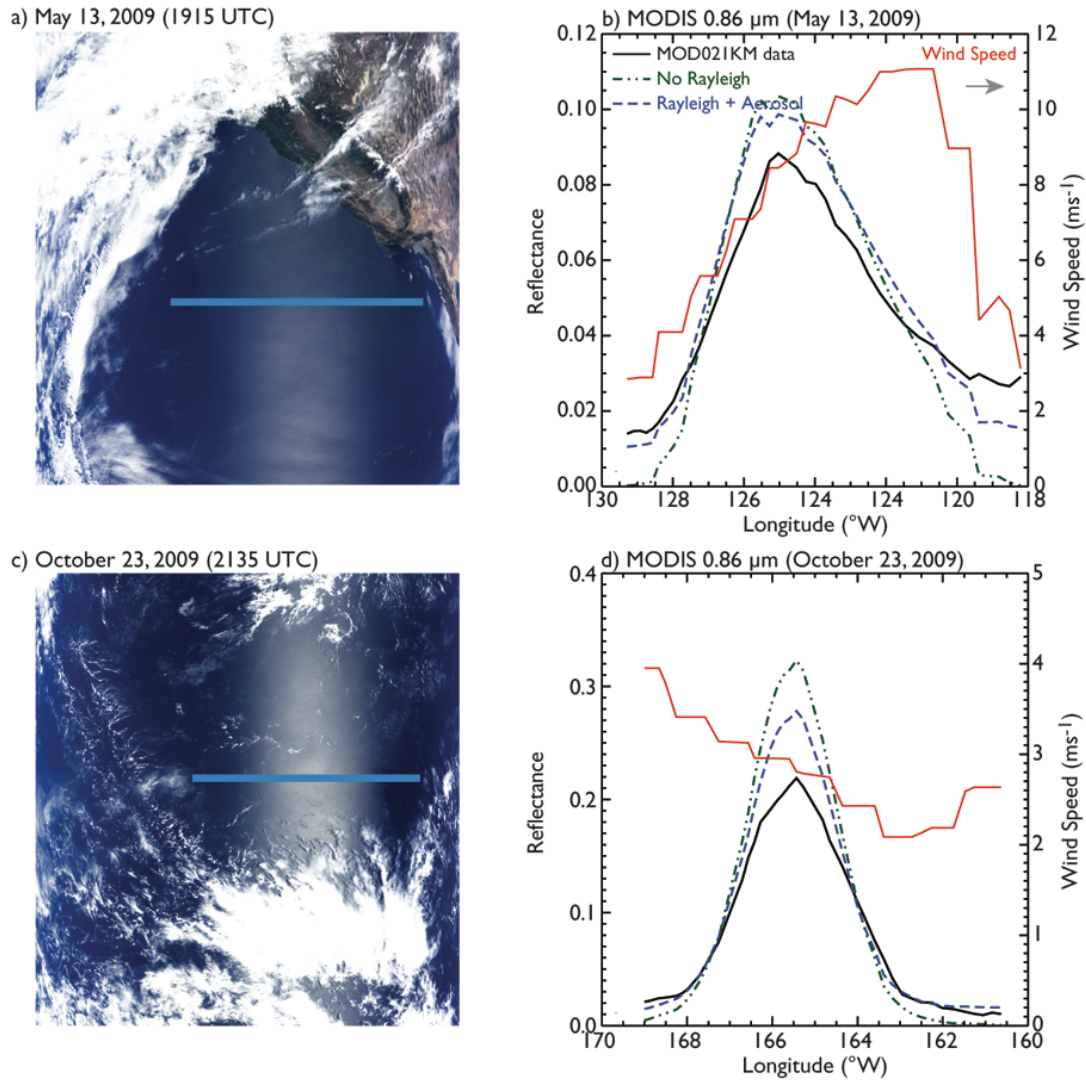 a) May 13, 2009 (1915 UTC)
b) MODIS 0.86 µm (May 13, 2009)
MOD021KM data
No Rayleigh
Rayleigh + Aerosol
Wind Speed
0.12
0.10
0.08
0.06
0.04
0.02
0.00
Reflectance
12
10
8
6
4
2
0
Wind Speed (ms-1)
130 128 126 124 124 120 118
Longitude (°W)
c) October 23, 2009 (2135 UTC)
d) MODIS 0.86 µm (October 23, 2009)
0.4
0.3
0.2
0.1
0.0
Reflectance
5
4
3
2
1
0
Wind Speed (ms-1)
170 168 166 164 162 160
Longitude (°W)